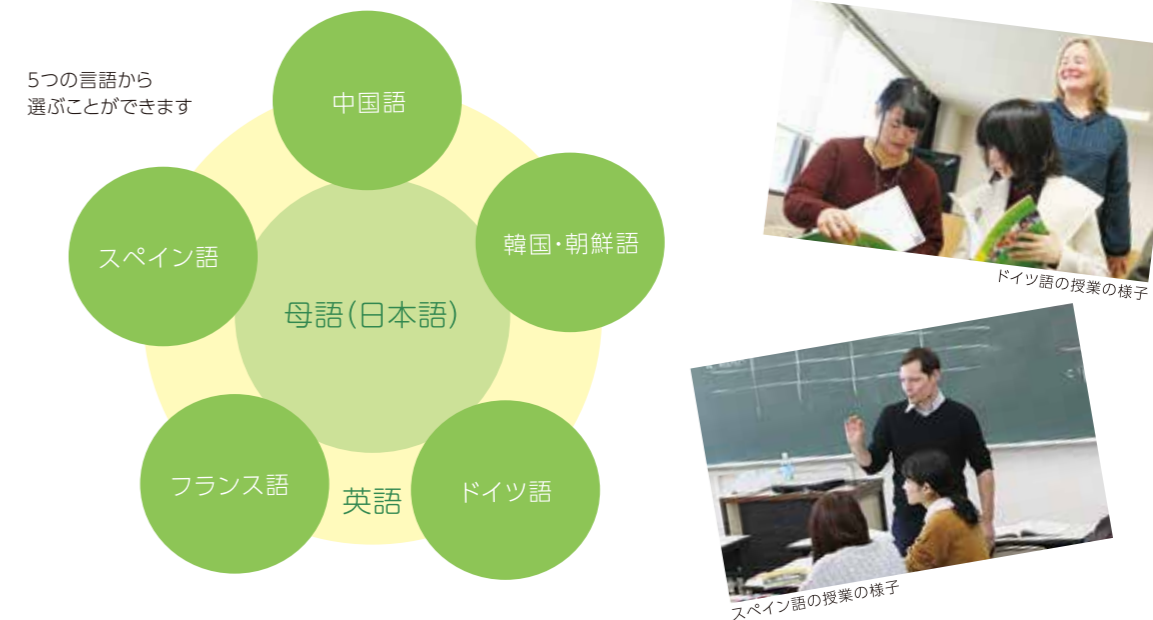 5つの言語から
選ぶことができます
中国語
スペイン語
韓国・朝鮮語
母語(日本語)
フランス語
英語
ドイツ語
ドイツ語の授業の様子
スペイン語の授業の様子